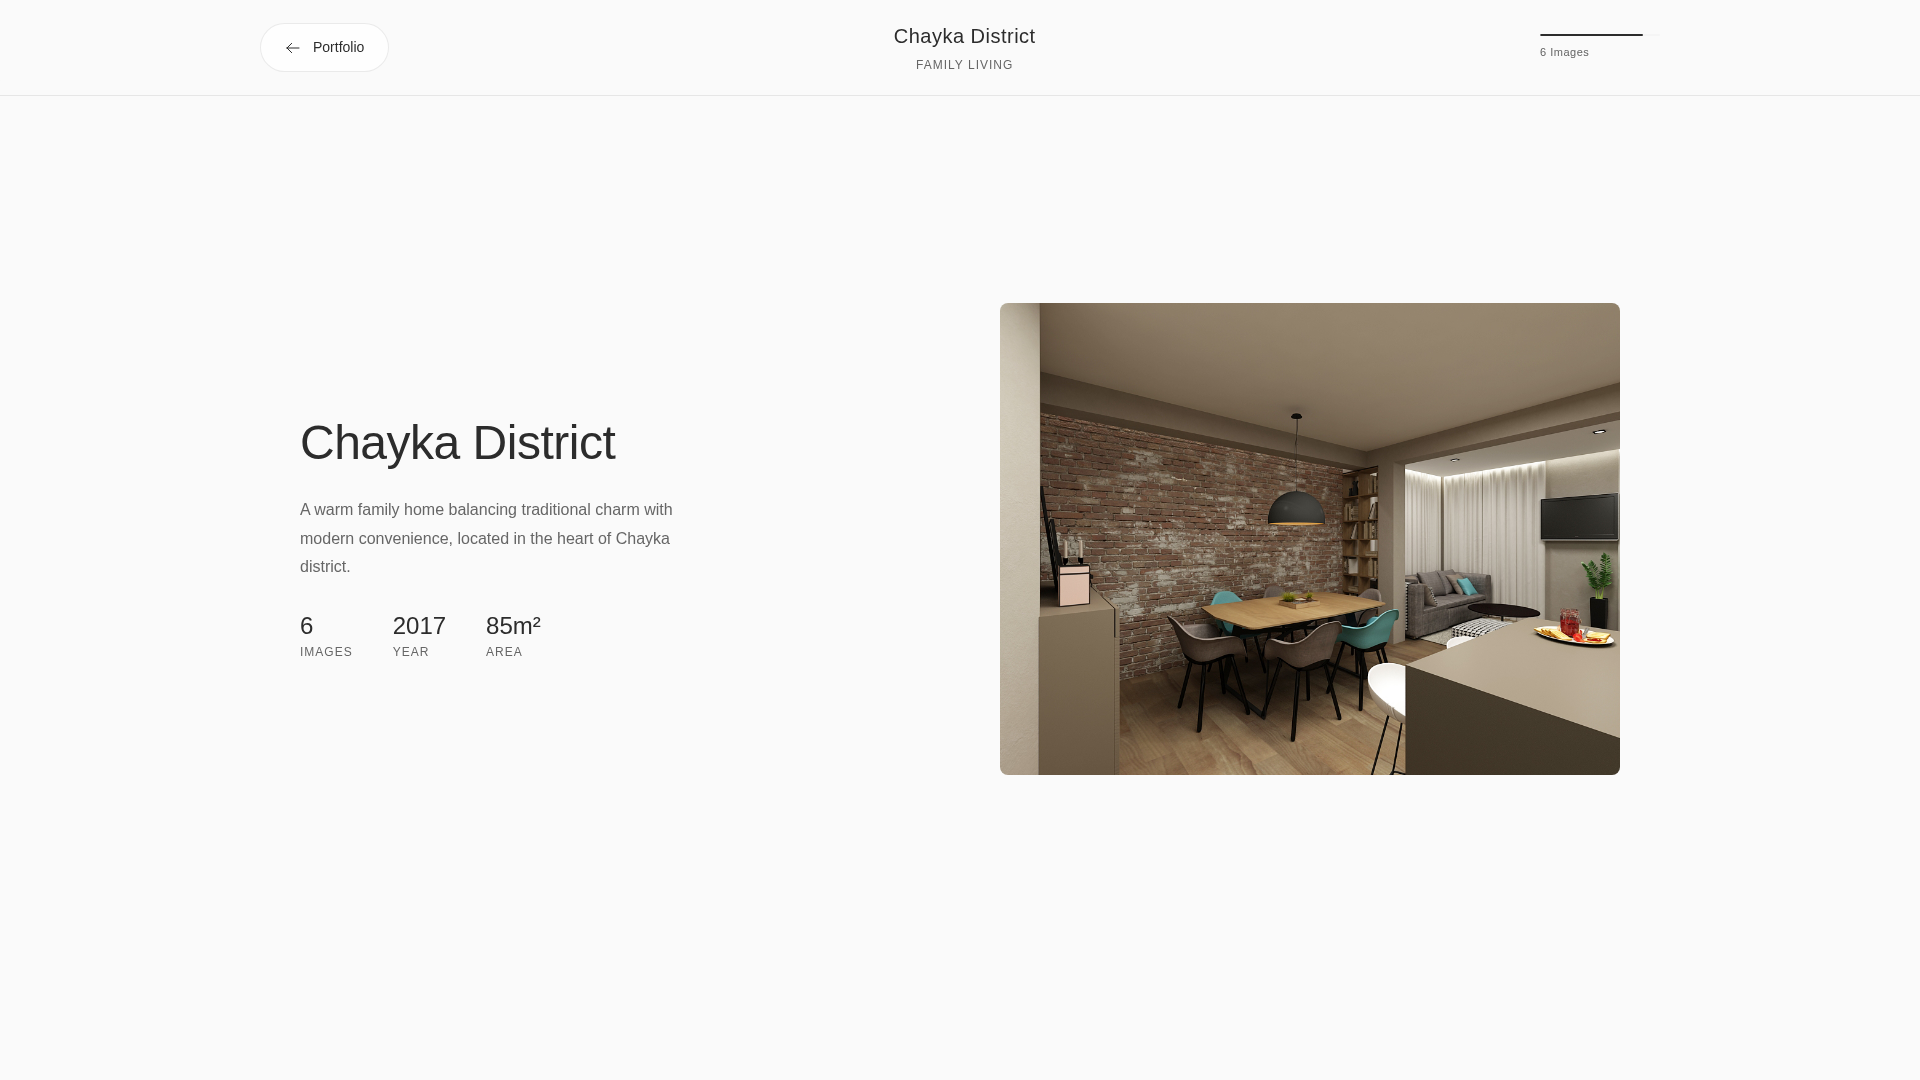 Portfolio
Chayka District
FAMILY LIVING
6 Images
Chayka District
A warm family home balancing traditional charm with
modern convenience, located in the heart of Chayka
district.
6
IMAGES
2017
YEAR
85m²
AREA